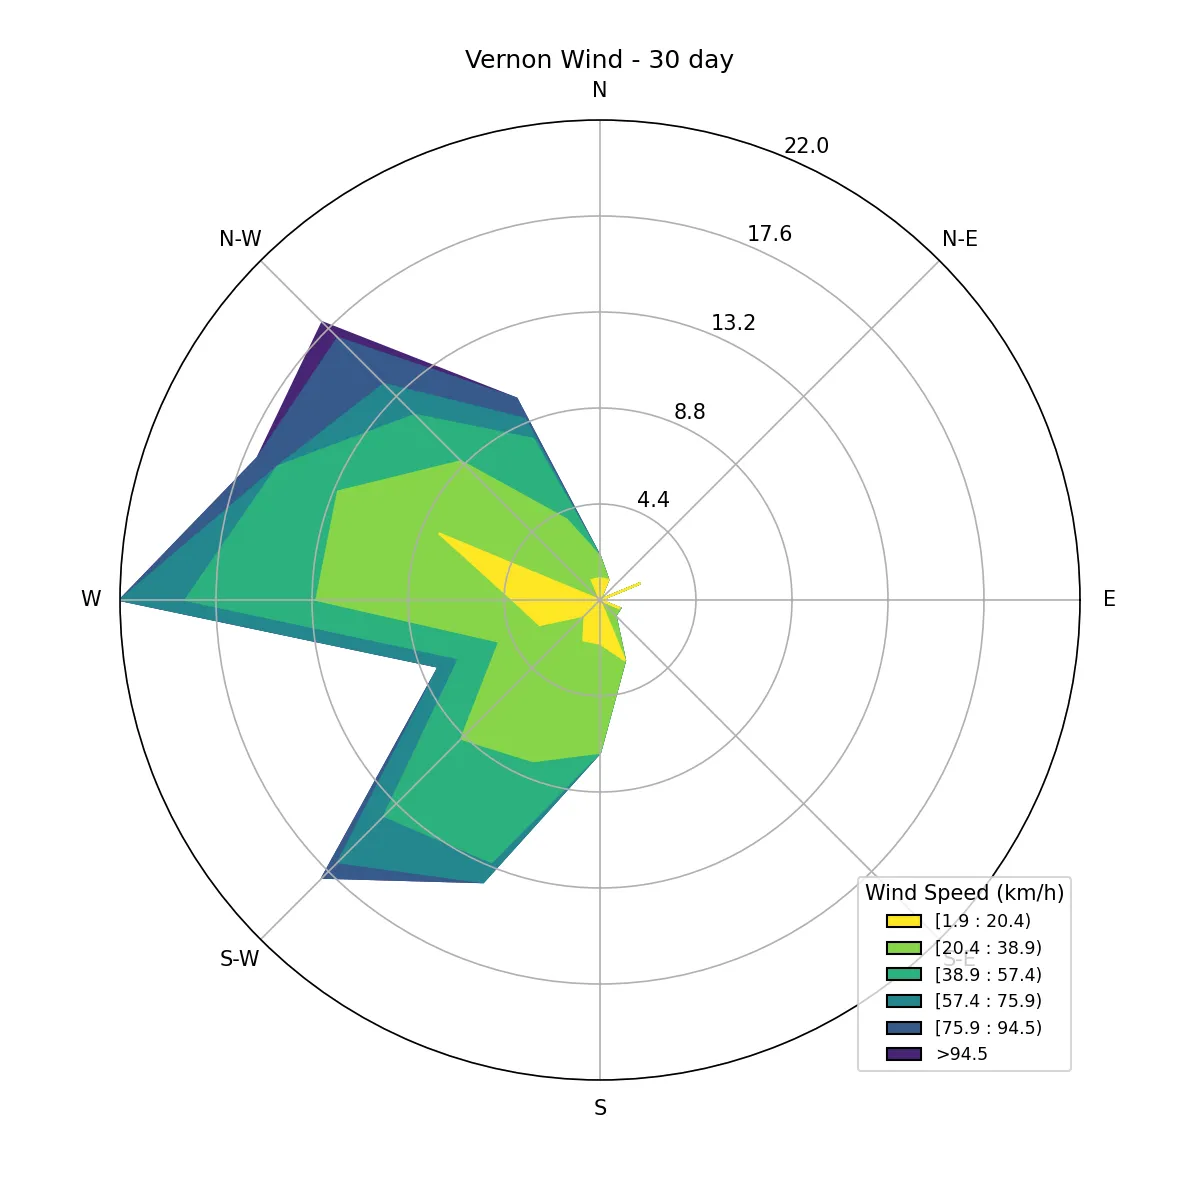 Vernon Wind - 30 day
N
22.0
N-W
17.6
N-E
13.2
8.8
4.4
W
E
Wind Speed (km/h)
[1.9 : 20.4)
[20.4 : 38.9)
S-W
S-E
[38.9 : 57.4)
[57.4 : 75.9)
[75.9 : 94.5)
>94.5
S